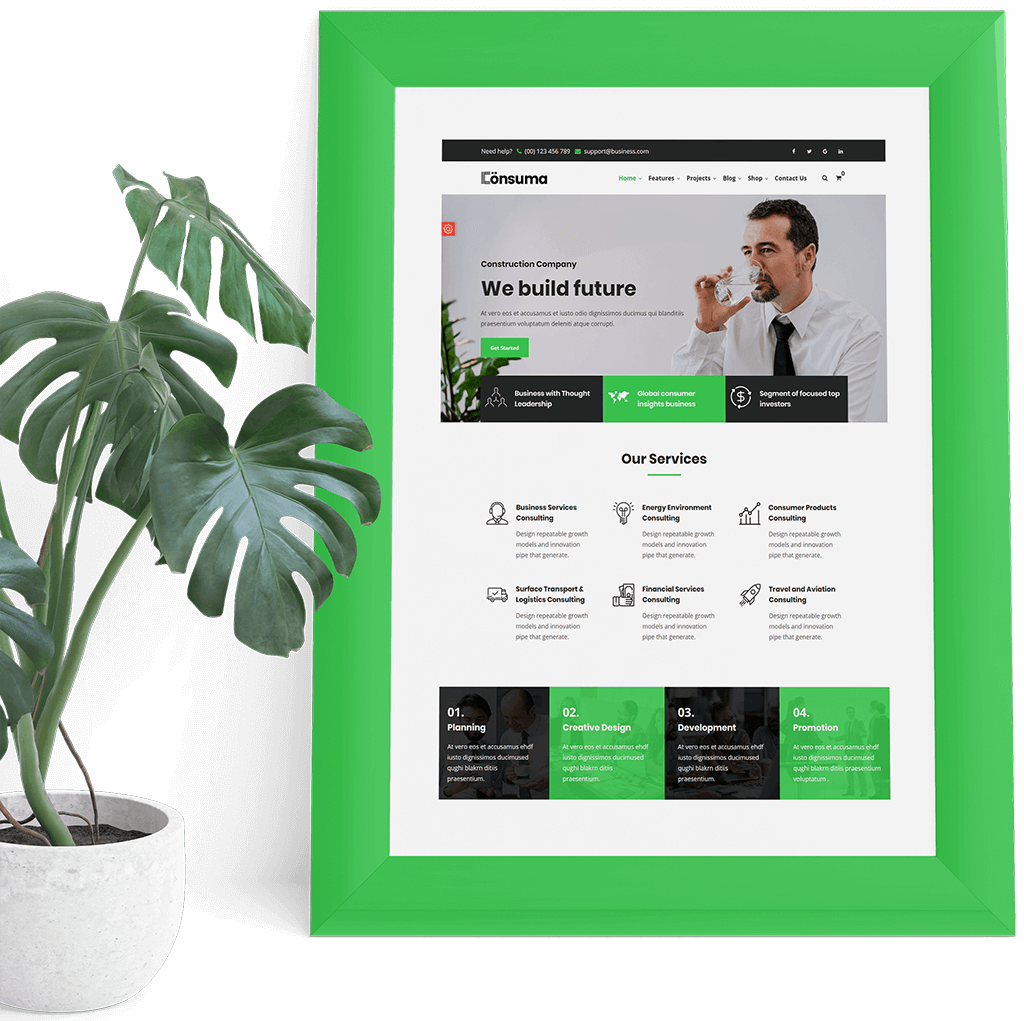 Need help? (00) 123 456 789 support@business.com
Cönsuma
Home Features Projects Blog Shop Contact Us 0
Construction Company
We build future
At vero eos et accusamus et iusto odio dignissimos ducimus qui blanditiis
praesentium voluptatum deleniti atque corrupti.
Get Started
Business with Thought
Leadership
Global consumer
insights business
Segment of focused top
investors
Our Services
Business Services
Consulting
Design repeatable growth
models and innovation
pipe that generate.
Energy Environment
Consulting
Design repeatable growth
models and innovation
pipe that generate.
Consumer Products
Consulting
Design repeatable growth
models and innovation
pipe that generate.
Surface Transport &
Logistics Consulting
Design repeatable growth
models and innovation
pipe that generate.
Financial Services
Consulting
Design repeatable growth
models and innovation
pipe that generate.
Travel and Aviation
Consulting
Design repeatable growth
models and innovation
pipe that generate.
01.
Planning
At vero eos et accusamus ehdf
iusto dignissimos ducimused
qughi blakrn ditiis
praesentium.
02.
Creative Design
At vero eos et accusamus ehdf
iusto dignissimos ducimused
qughi blakrn ditiis
praesentium.
03.
Development
At vero eos et accusamus ehdf
iusto dignissimos ducimused
qughi blakrn ditiis
praesentium.
04.
Promotion
At vero eos et accusamus ehdf
iusto dignissimos ducimused
qughi blakrn ditiis praesentium
voluptatum .